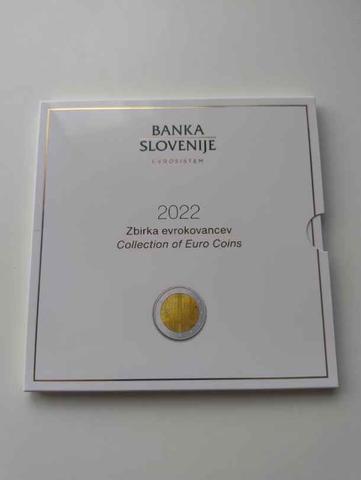 BANKA
SLOVENIJE
EVROSISTEM
2022
Zbirka evrokovancev
Collection of Euro Coins